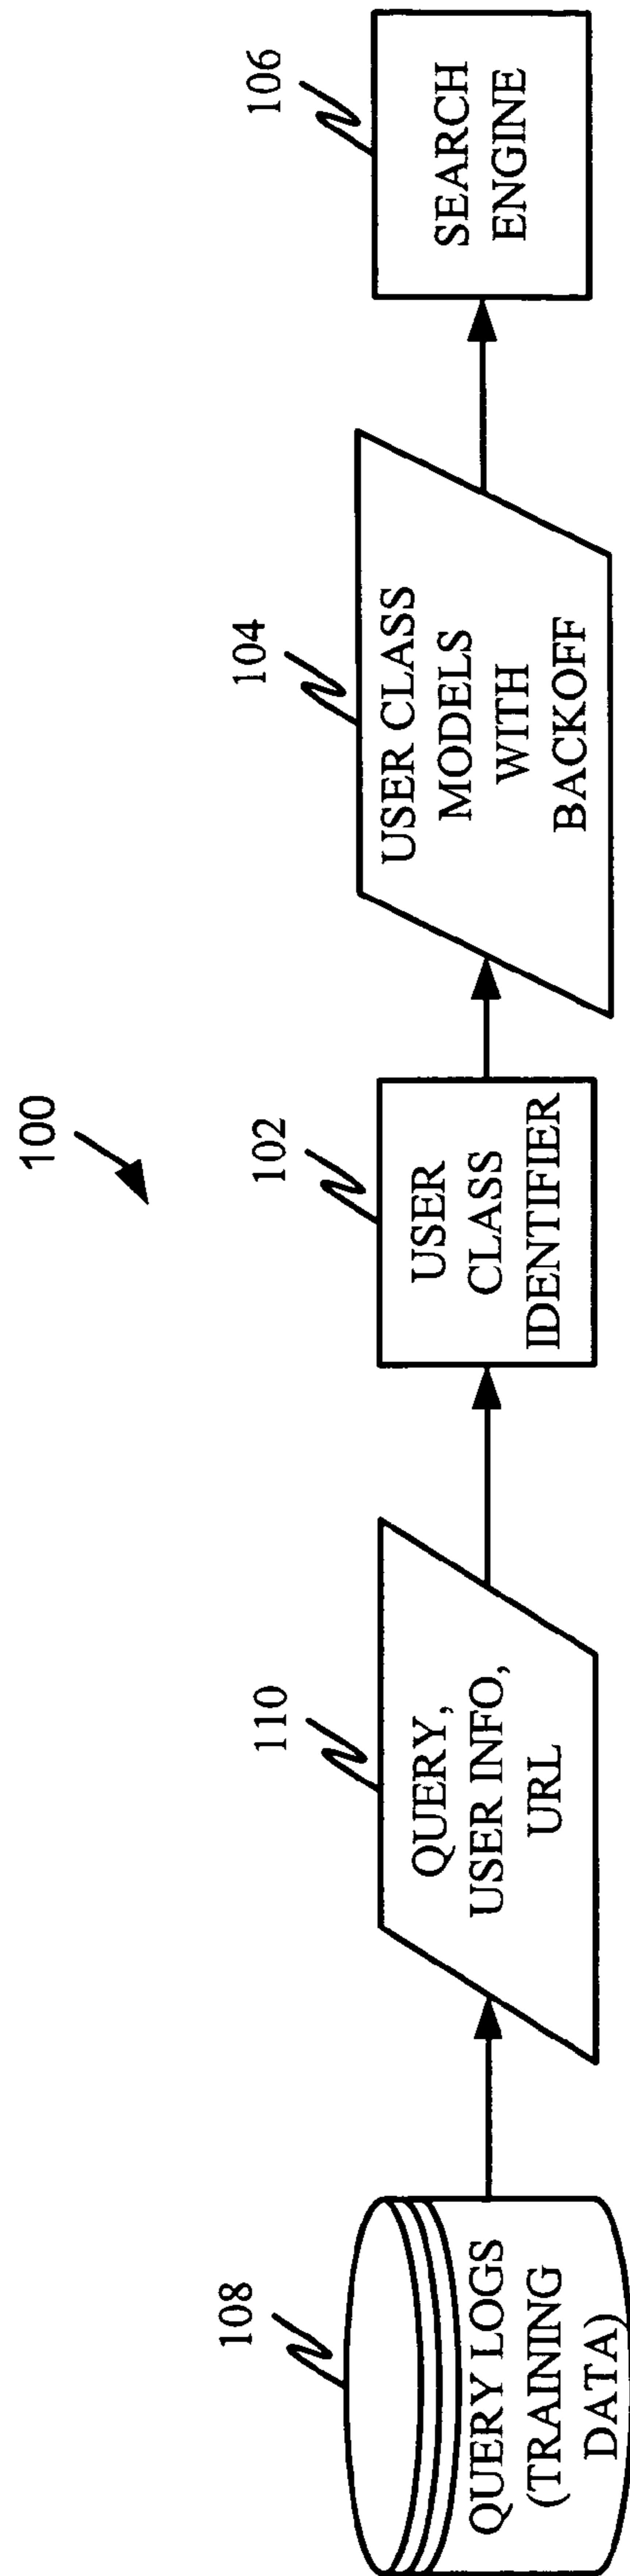 100
108
QUERY LOGS
(TRAINING
DATA)
110
QUERY,
USER INFO,
URL
102
USER
CLASS
IDENTIFIER
104
USER CLASS
MODELS
WITH
BACKOFF
106
SEARCH
ENGINE